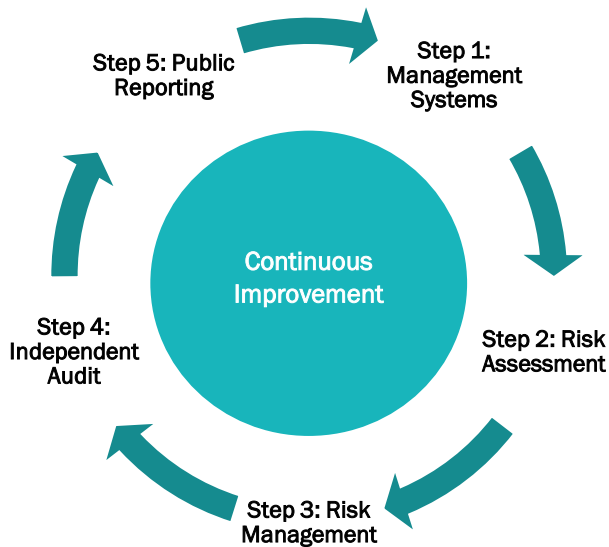 Step 1:
Management
Systems
Step 2: Risk
Assessment
Step 3: Risk
Management
Step 4:
Independent
Audit
Step 5: Public
Reporting
Continuous
Improvement